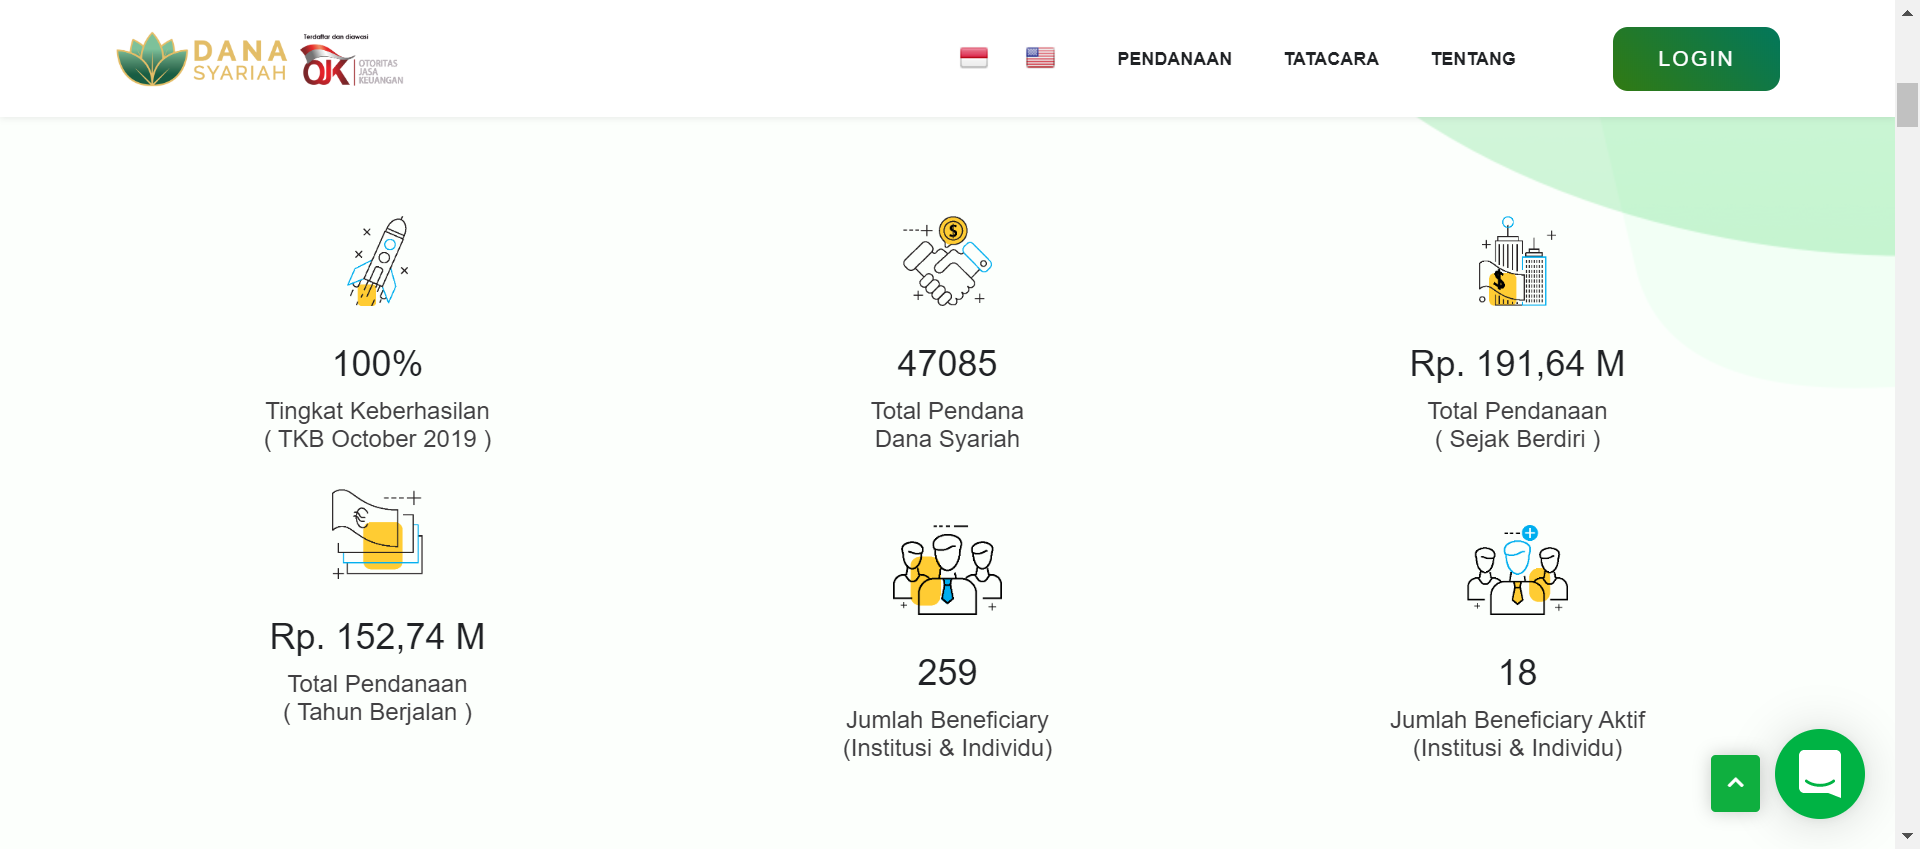 DANA
SYARIAH
Terdaftar dan diawasi
OJK
OTORITAS
JASA
KEUANGAN
PENDANAAN
TATACARA
TENTANG
LOGIN
100%
Tingkat Keberhasilan
( TKB October 2019 )
47085
Total Pendana
Dana Syariah
Rp. 191,64 M
Total Pendanaan
( Sejak Berdiri )
Rp. 152,74 M
Total Pendanaan
( Tahun Berjalan )
259
Jumlah Beneficiary
(Institusi & Individu)
18
Jumlah Beneficiary Aktif
(Institusi & Individu)